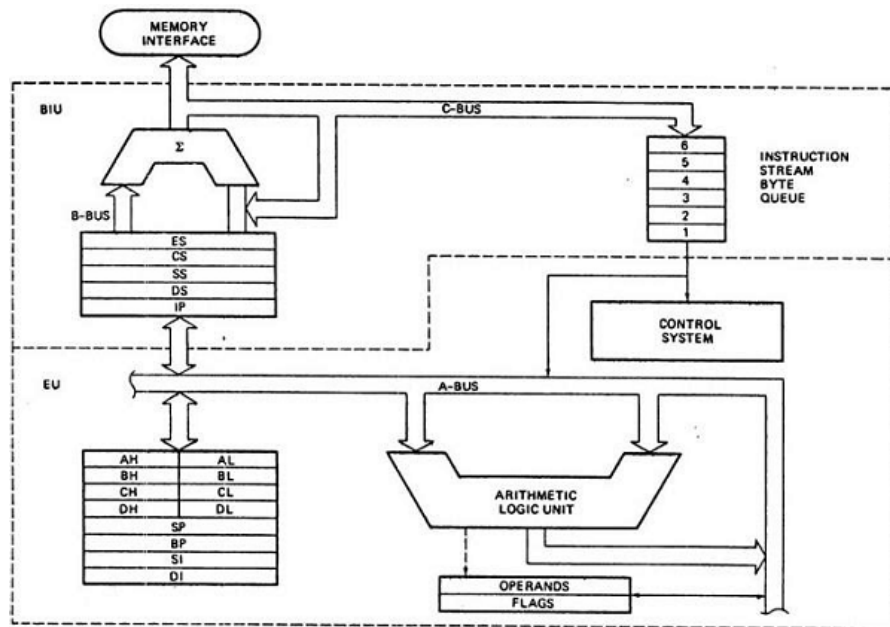 MEMORY
INTERFACE
BIU
C-BUS
Σ
B-BUS
6
5
4
3
2
1
INSTRUCTION
STREAM
BYTE
QUEUE
ES
CS
SS
DS
IP
CONTROL
SYSTEM
EU
A-BUS
AH AL
BH BL
CH CL
DH DL
SP
BP
SI
DI
ARITHMETIC
LOGIC UNIT
OPERANDS
FLAGS